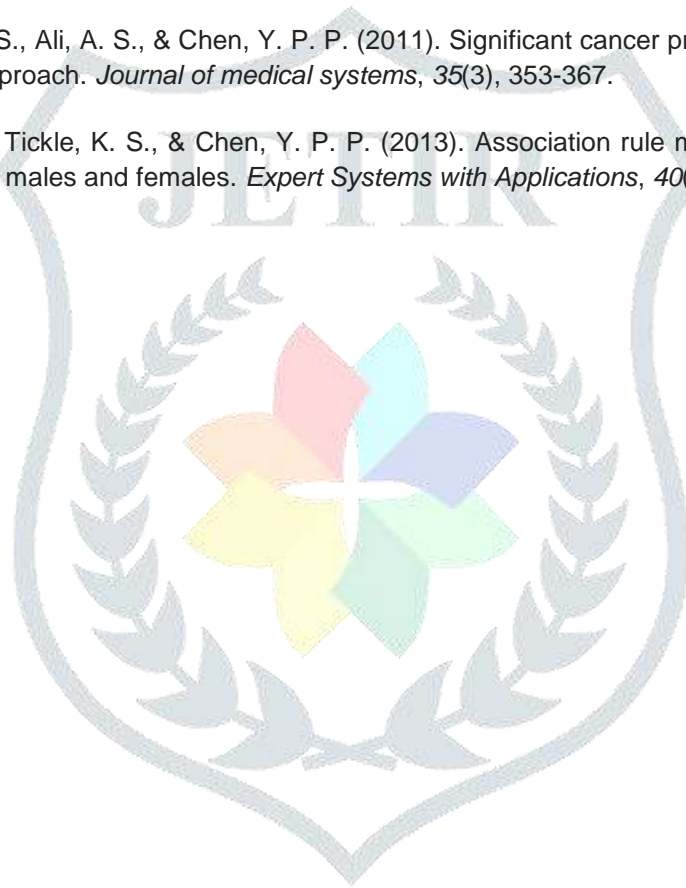 S., Ali, A. S., & Chen, Y. P. P. (2011). Significant cancer pr
proach. Journal of medical systems, 35(3), 353-367.
Tickle, K. S., & Chen, Y. P. P. (2013). Association rule m
males and females. Expert Systems with Applications, 40(
JETIR